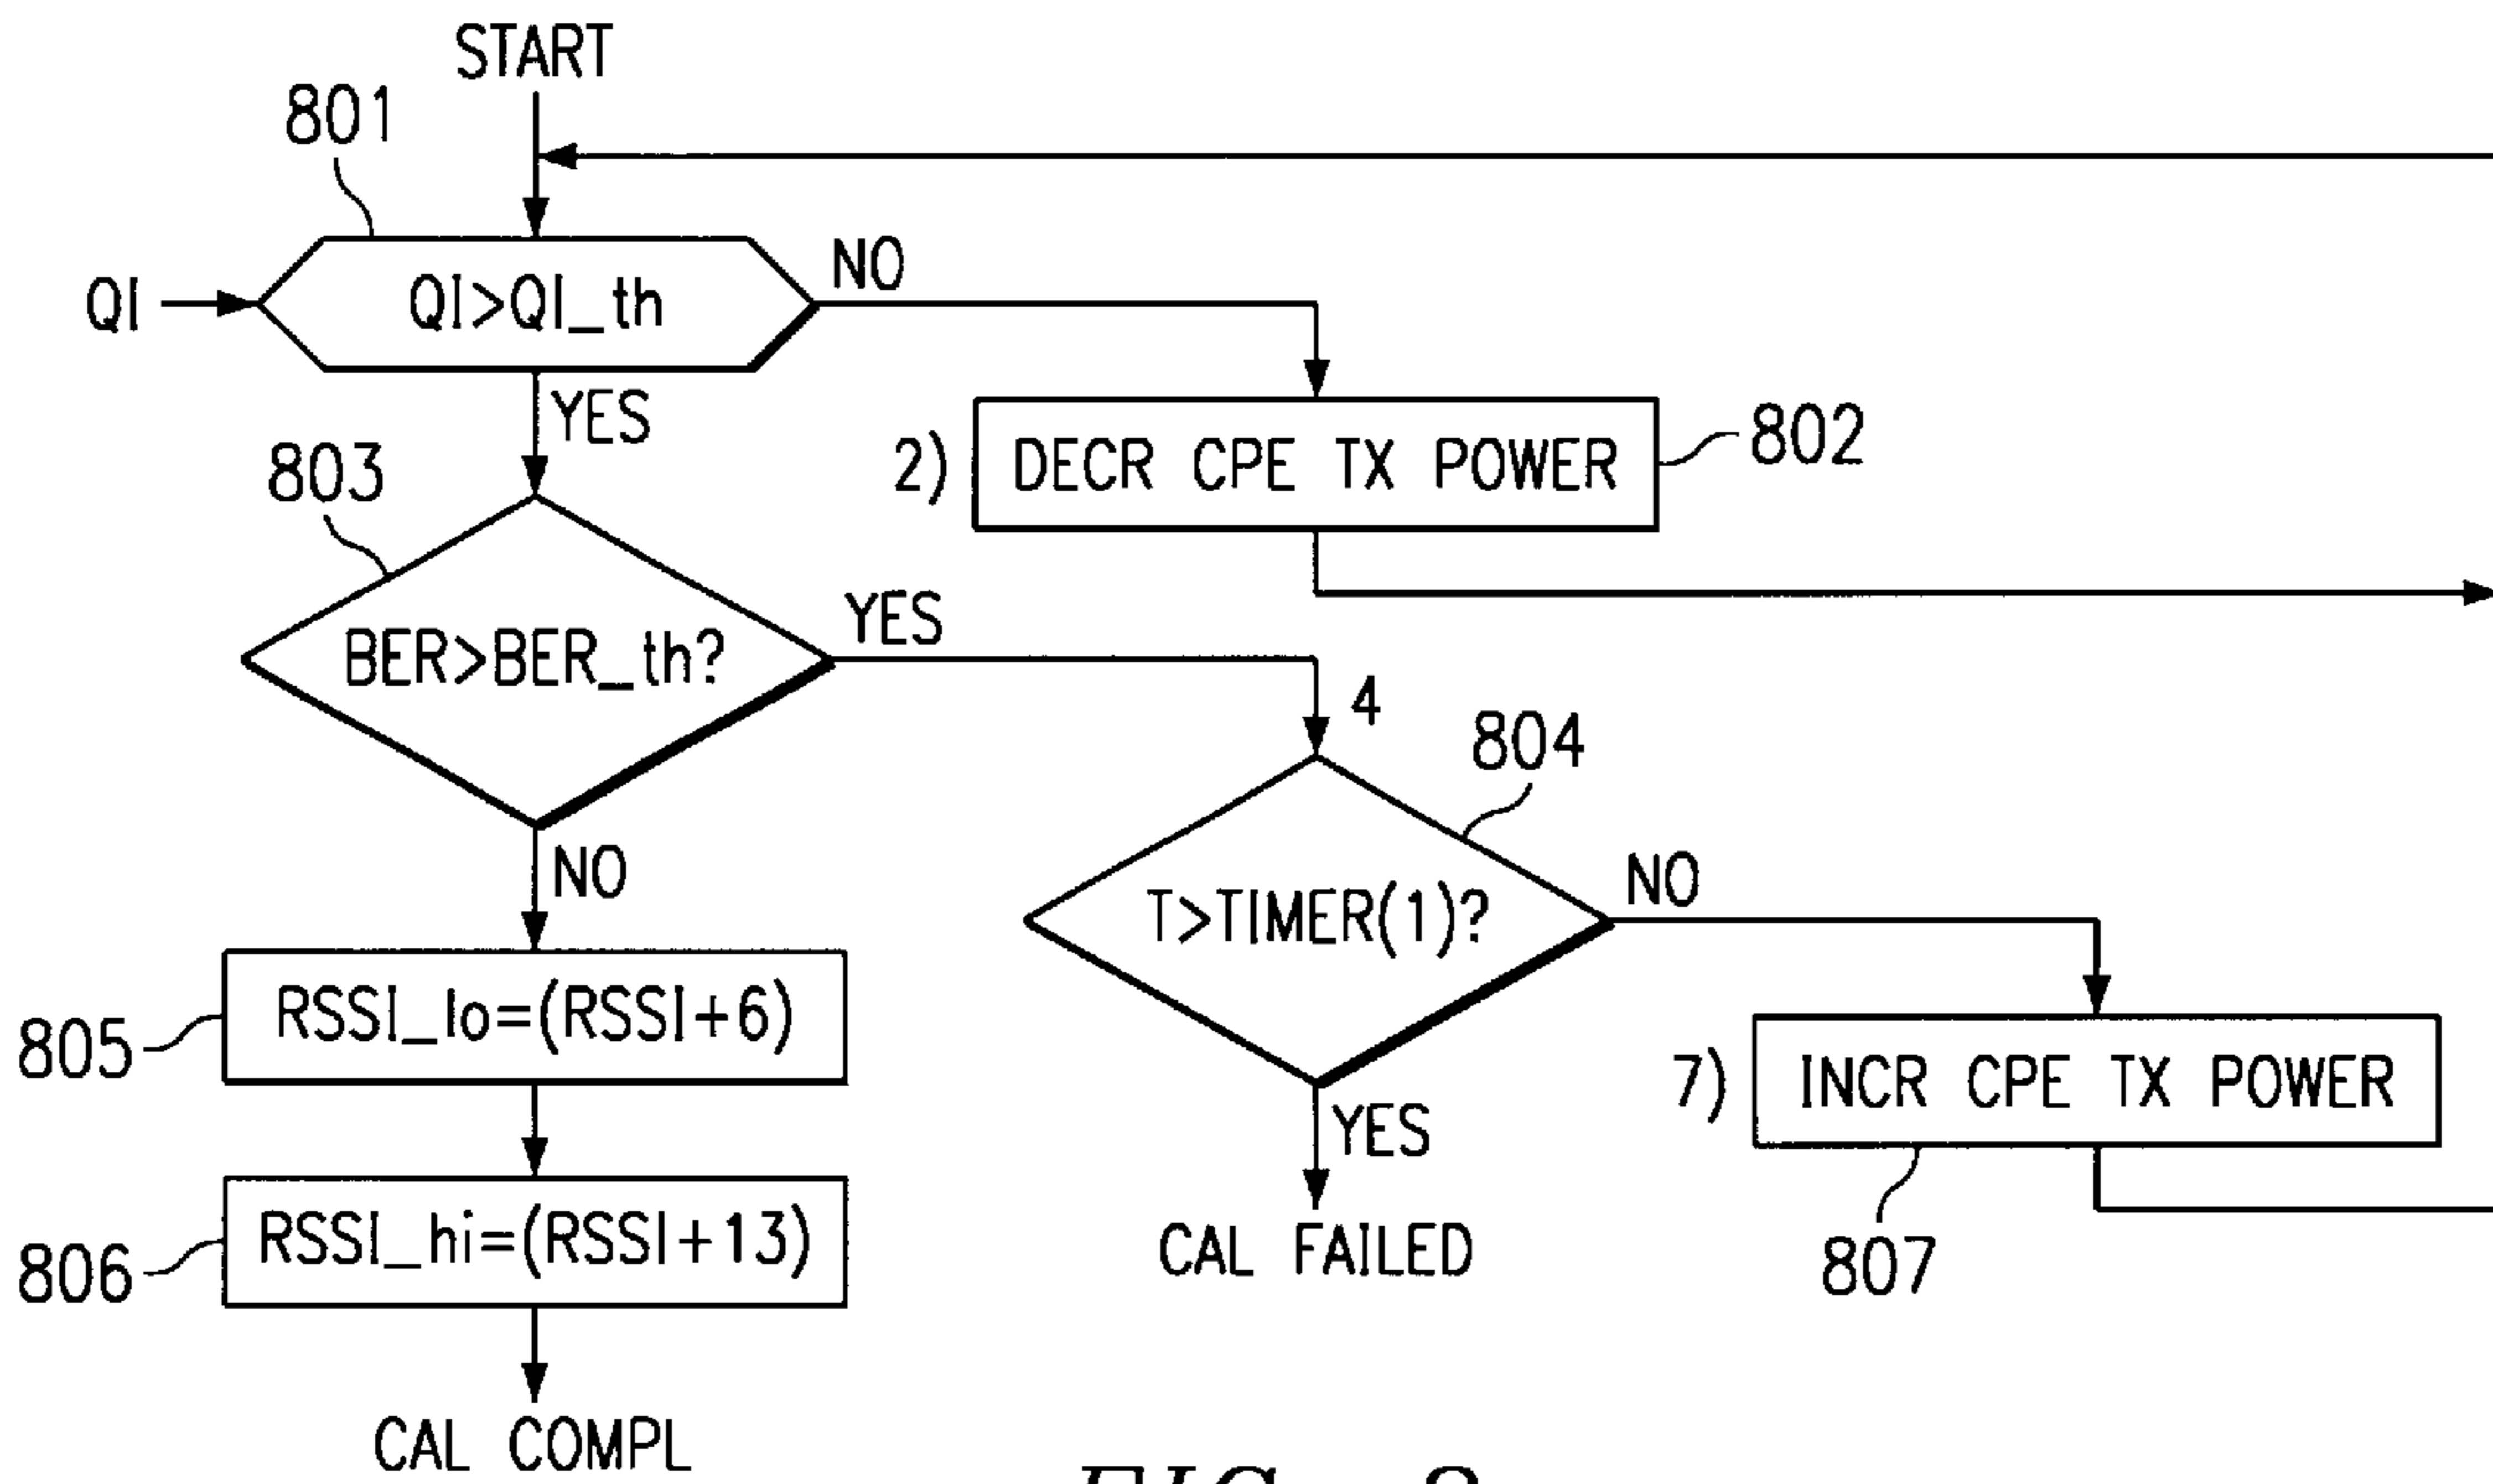 START
801
QI
QI>QI_th
NO
YES
2)
DECR CPE TX POWER
802
803
BER>BER_th?
YES
4
804
NO
T>TIMER(1)?
NO
805
RSSI_lo=(RSSI+6)
7)
INCR CPE TX POWER
YES
807
806
RSSI_hi=(RSSI+13)
CAL FAILED
CAL COMPL